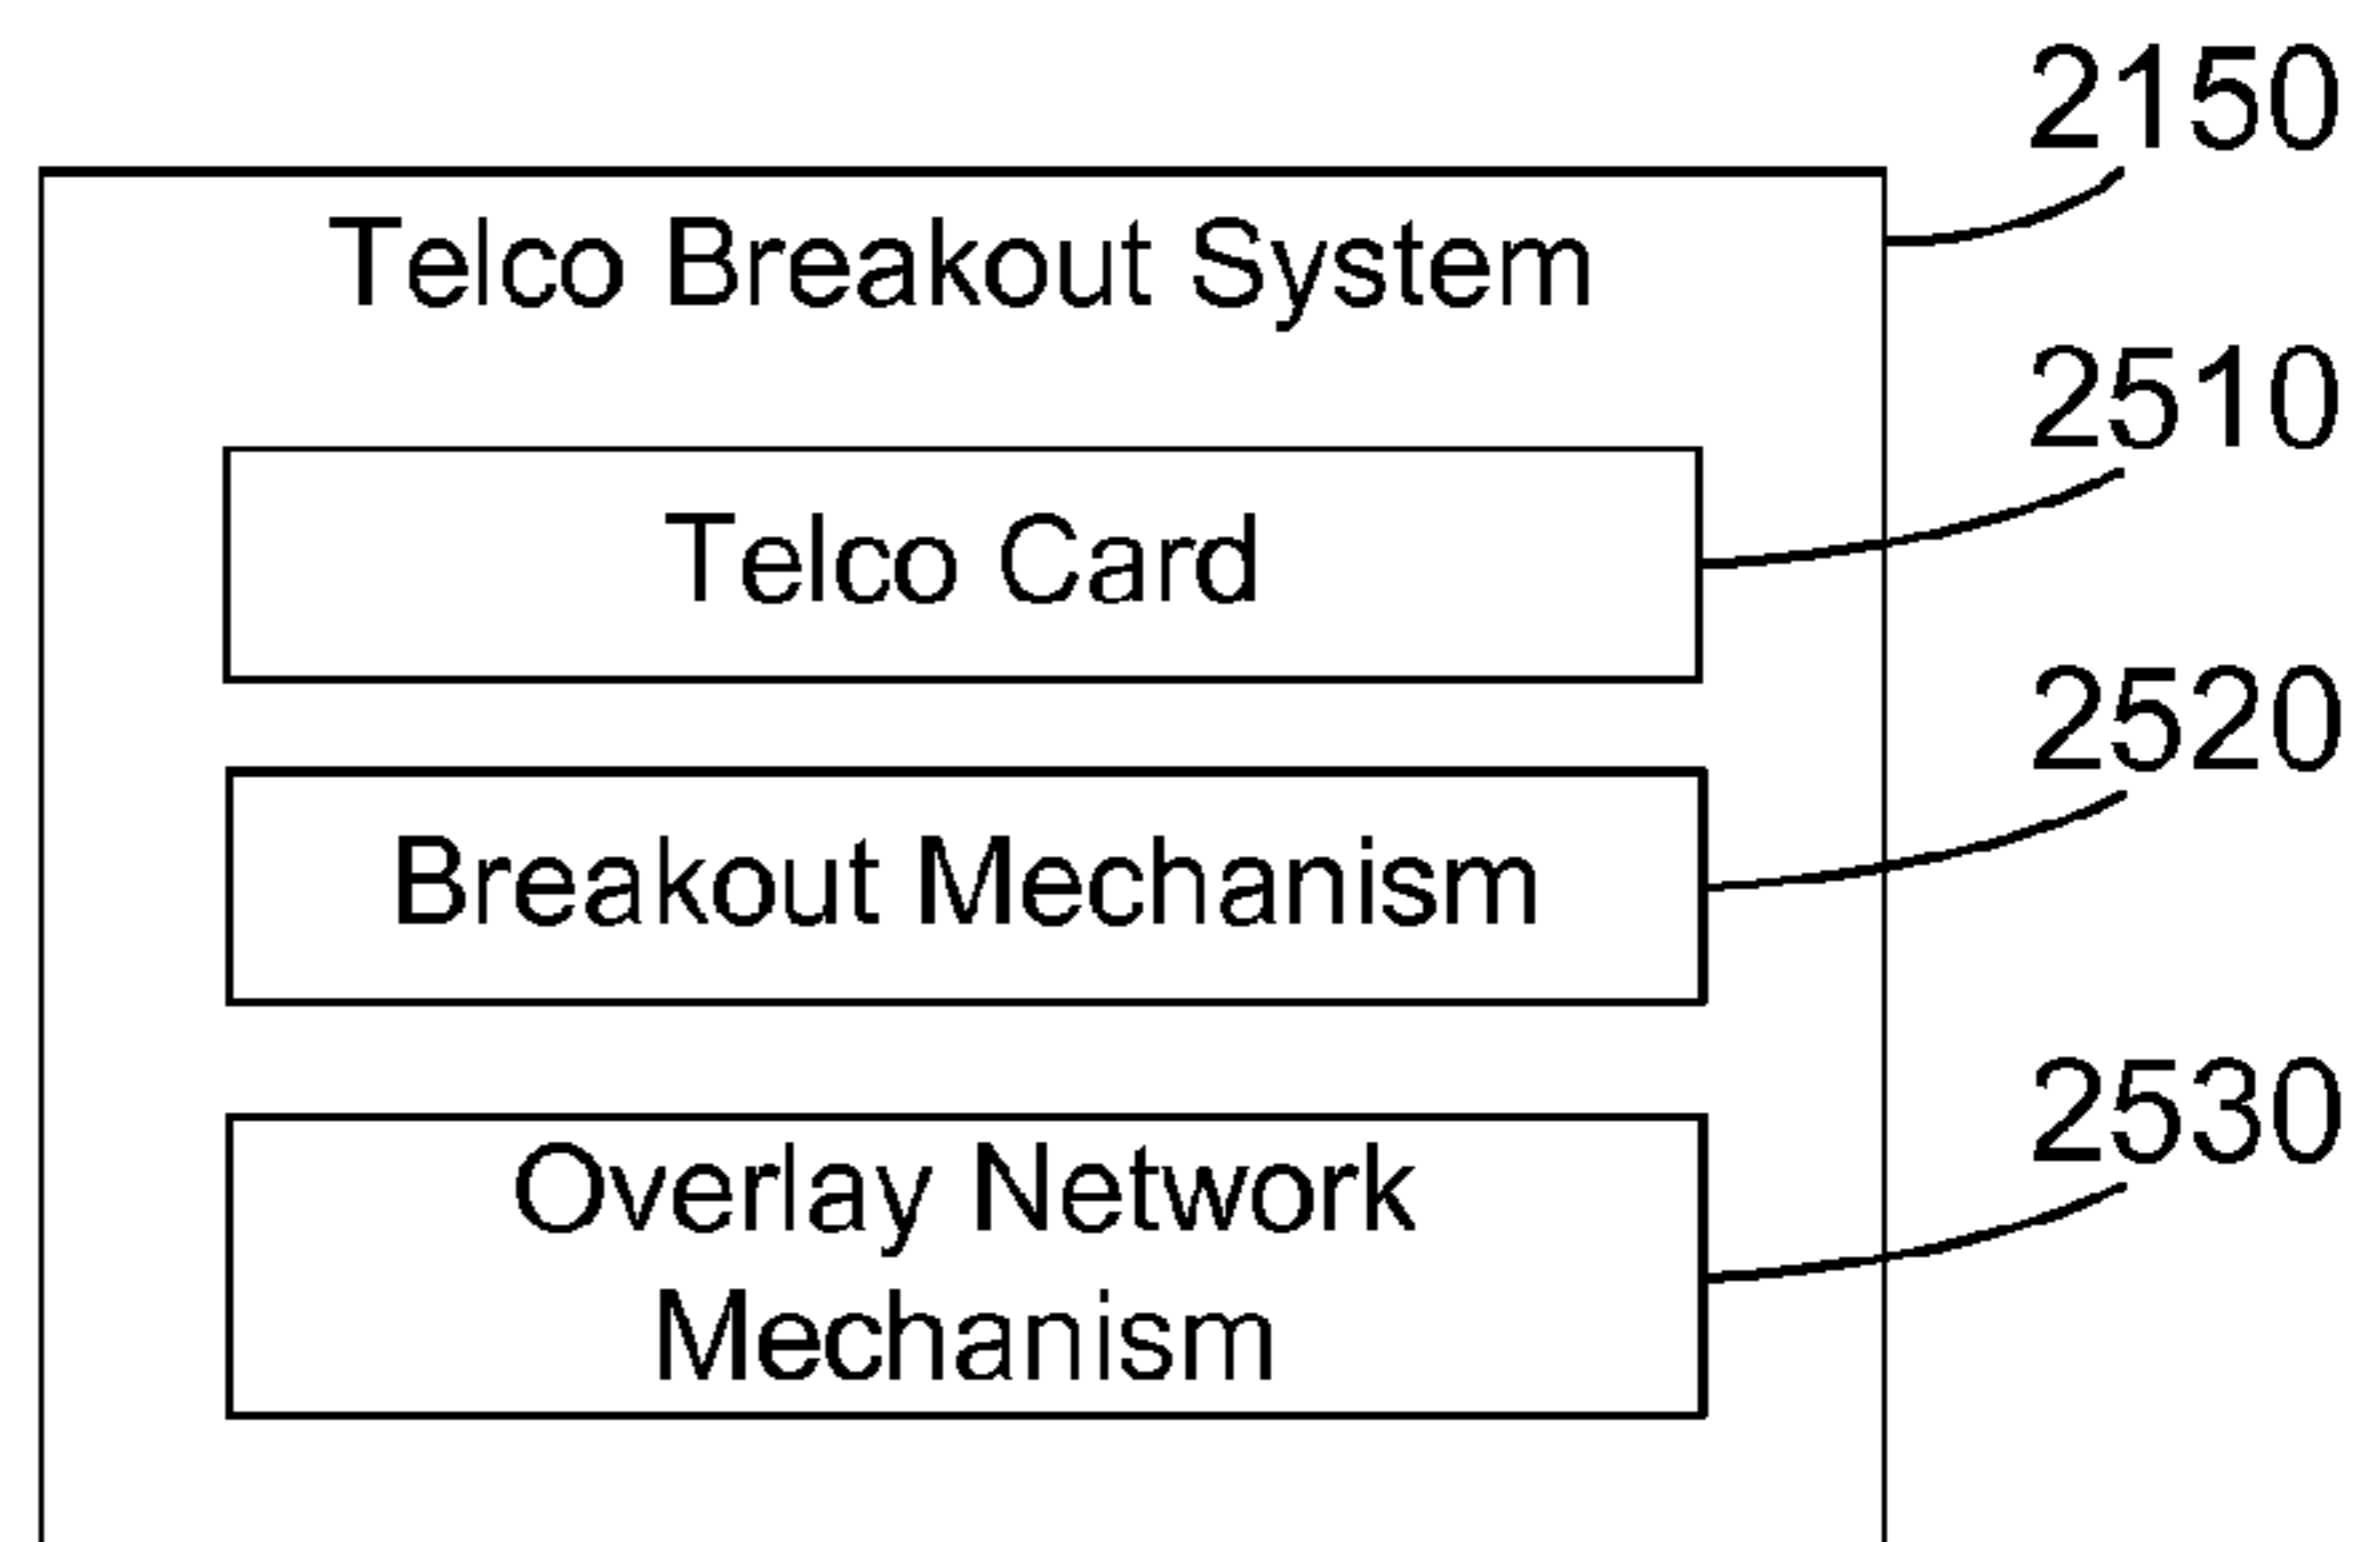 2150
Telco Breakout System
2510
Telco Card
2520
Breakout Mechanism
2530
Overlay Network
Mechanism